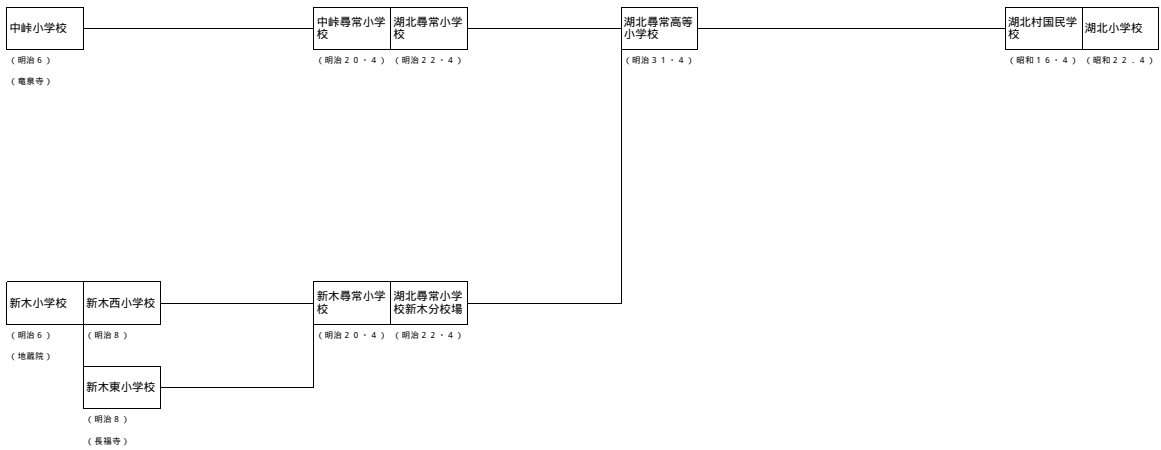 中峠小学校
（明治６）
（竜泉寺）
中峠尋常小学
校
（明治２０・４）
湖北尋常小学
校
（明治２２・４）
湖北尋常高等
小学校
（明治３１・４）
湖北村国民学
校
（昭和１６・４）
湖北小学校
（昭和２２．４）
新木小学校
（明治６）
（地蔵院）
新木西小学校
（明治８）
新木東小学校
（明治８）
（長福寺）
新木尋常小学
校
（明治２０・４）
湖北尋常小学
校新木分校場
（明治２２・４）